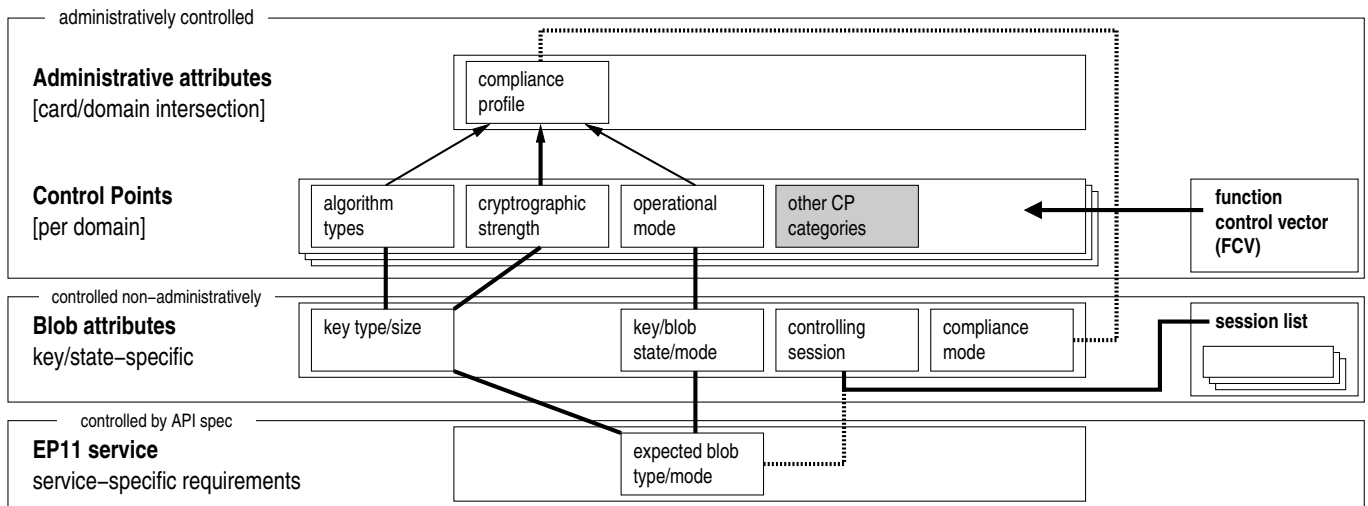 administratively controlled
Administrative attributes
[card/domain intersection]
compliance
profile
Control Points
[per domain]
algorithm
types
cryptographic
strength
operational
mode
other CP
categories
function
control vector
(FCV)
controlled non−administratively
Blob attributes
key/state−specific
key type/size
key/blob
state/mode
controlling
session
compliance
mode
session list
controlled by API spec
EP11 service
service−specific requirements
expected blob
type/mode